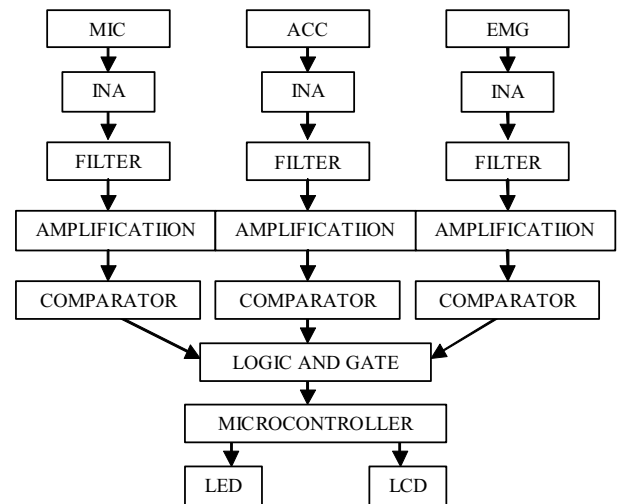 MIC ACC EMG
INA INA INA
FILTER FILTER FILTER
AMPLIFICATIION AMPLIFICATIION AMPLIFICATIION
COMPARATOR COMPARATOR COMPARATOR
LOGIC AND GATE
MICROCONTROLLER
LED LCD